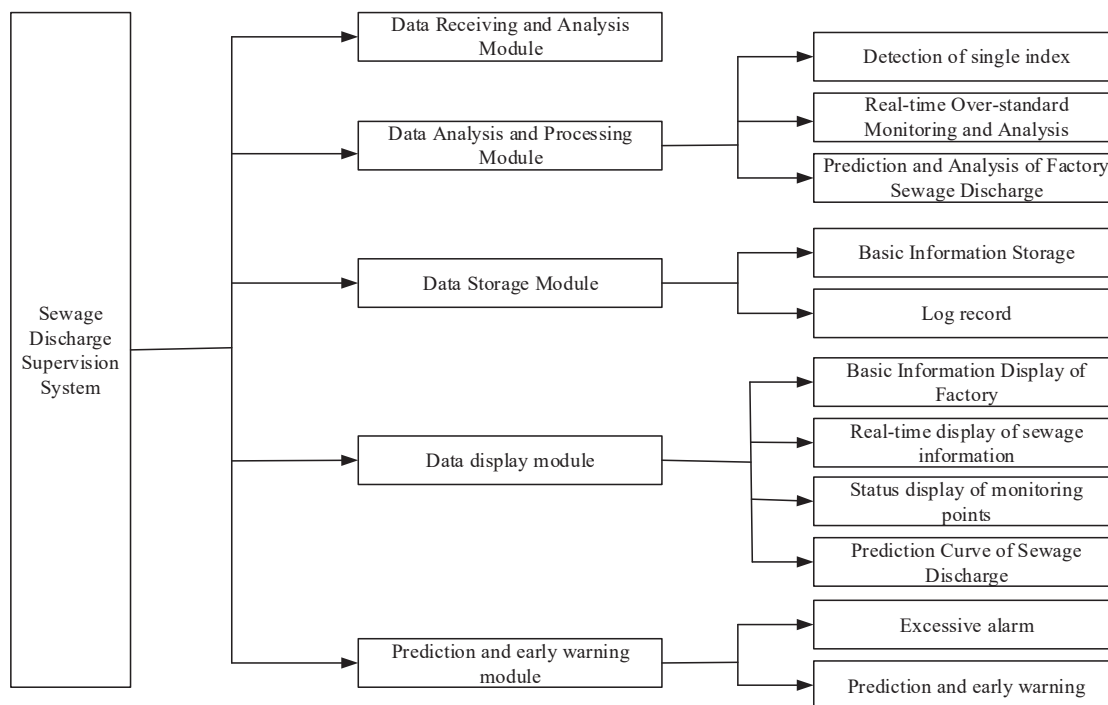 Sewage
Discharge
Supervision
System
Data Receiving and Analysis
Module
Data Analysis and Processing
Module
Data Storage Module
Data display module
Prediction and early warning
module
Detection of single index
Real-time Over-standard
Monitoring and Analysis
Prediction and Analysis of Factory
Sewage Discharge
Basic Information Storage
Log record
Basic Information Display of
Factory
Real-time display of sewage
information
Status display of monitoring
points
Prediction Curve of Sewage
Discharge
Excessive alarm
Prediction and early warning